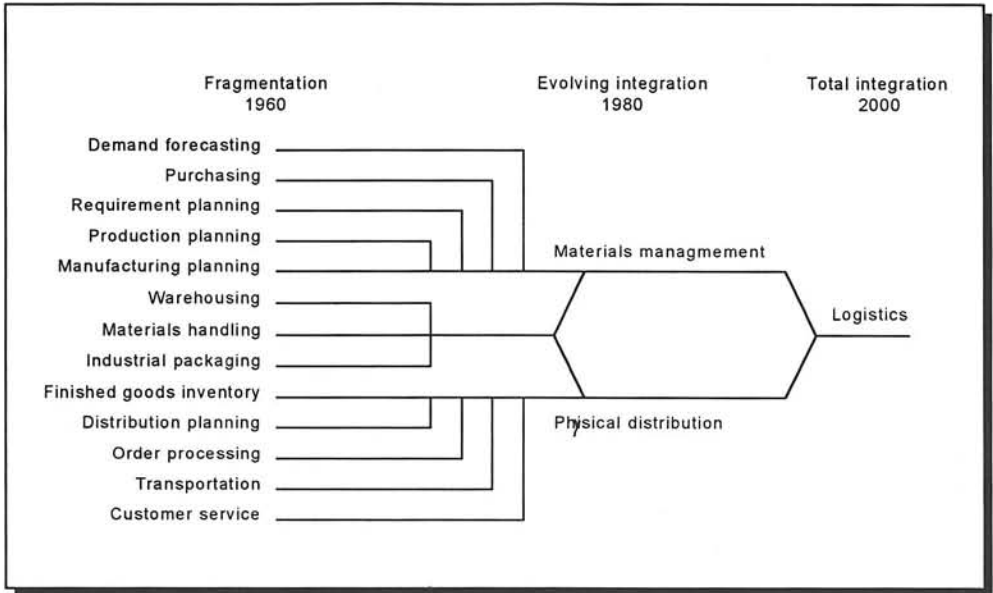 Fragmentation
1960
Evolving integration
1980
Total integration
2000
Demand forecasting
Purchasing
Requirement planning
Production planning
Manufacturing planning
Warehousing
Materials handling
Industrial packaging
Finished goods inventory
Distribution planning
Order processing
Transportation
Customer service
Materials managmement
Phisical distribution
Logistics